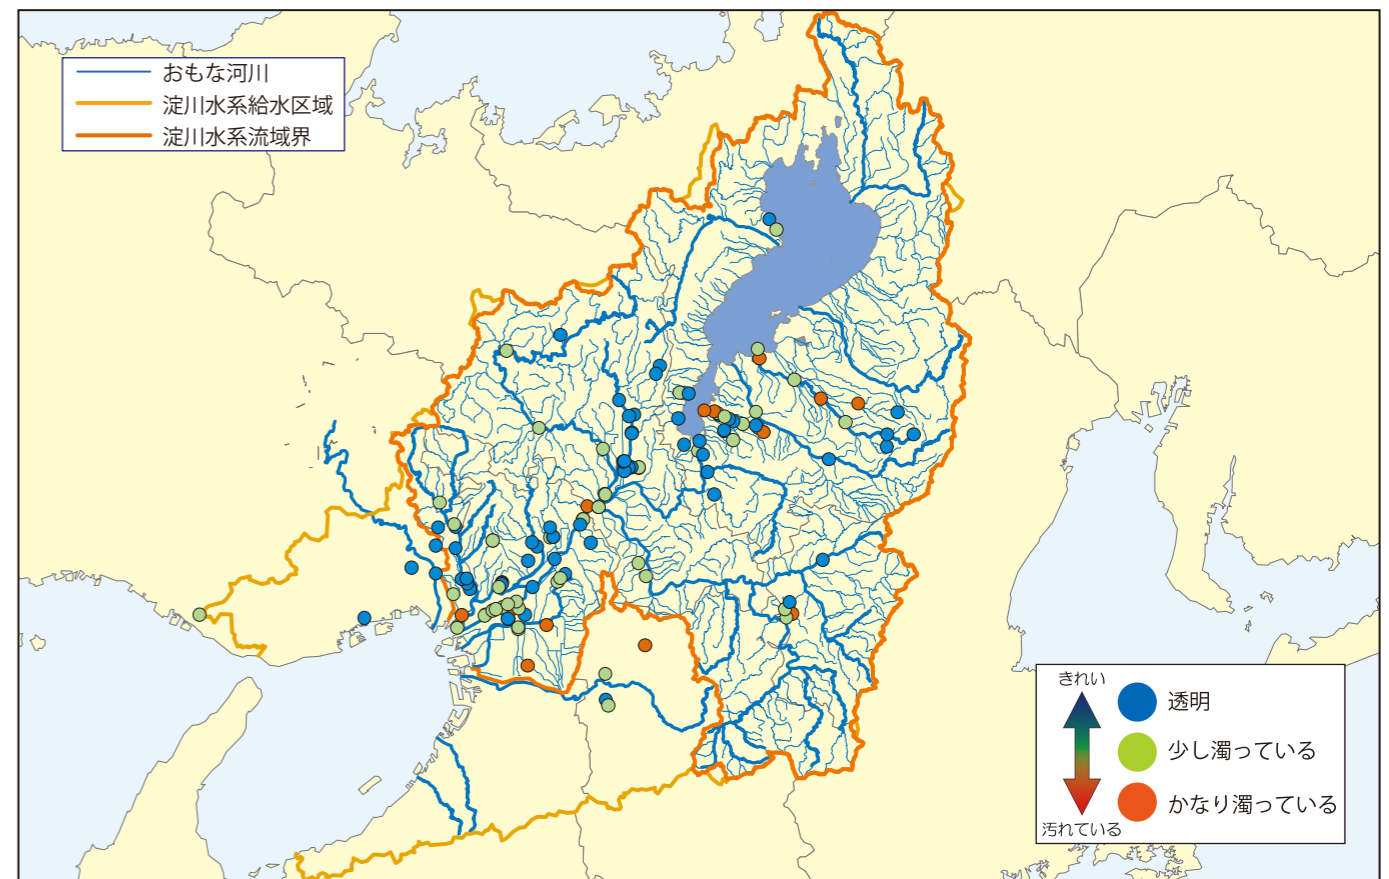 おもな河川
淀川水系給水区域
淀川水系流域界
きれい
透明
少し濁っている
かなり濁っている
汚れている